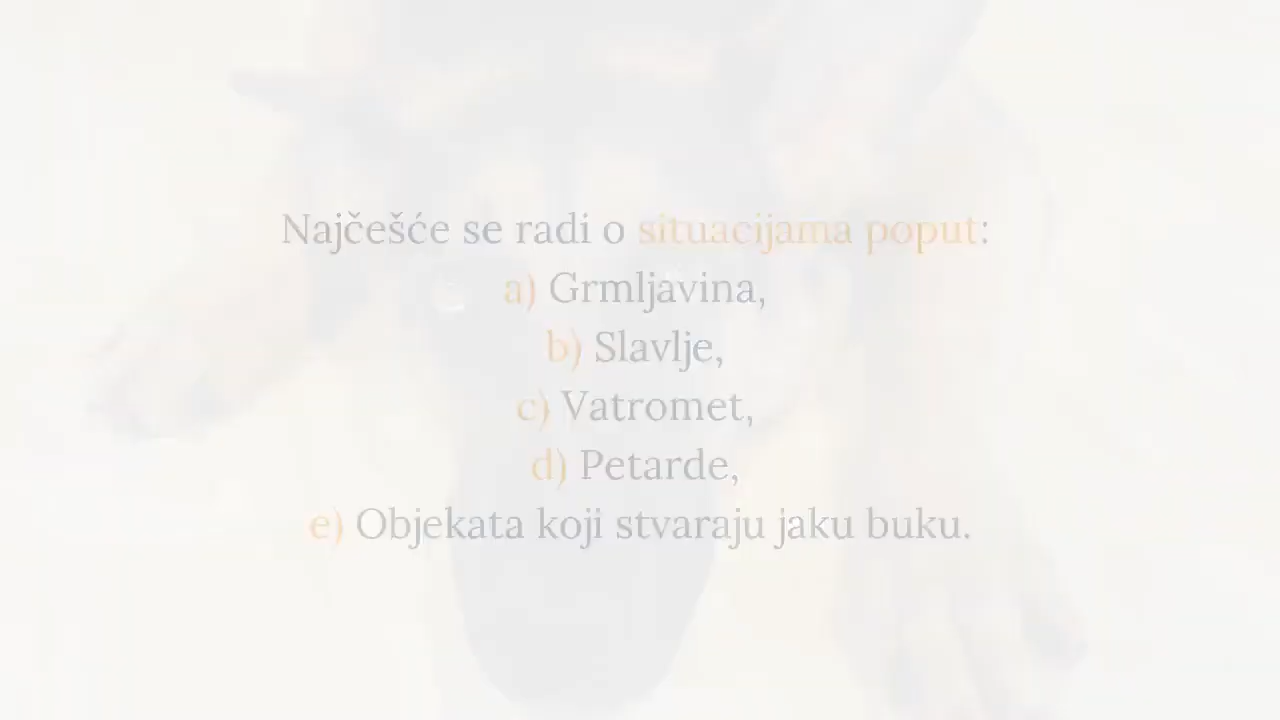 Najčešće se radi o situacijama poput:
a) Grmljavina,
b) Slavlje,
c) Vatromet,
d) Petarde,
e) Objekata koji stvaraju jaku buku.